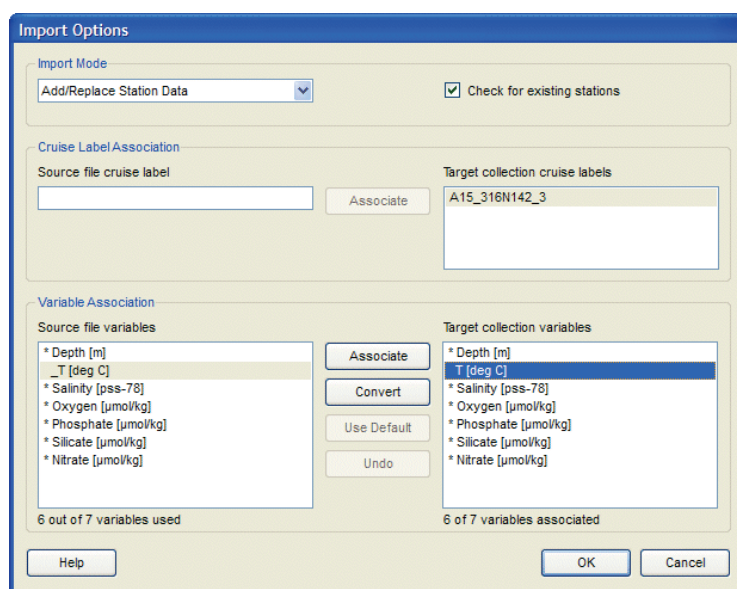 Import Options
Import Mode
Add/Replace Station Data
Check for existing stations
Cruise Label Association
Source file cruise label
Associate
Target collection cruise labels
A15_316N142_3
Variable Association
Source file variables
* Depth [m]
_T [deg C]
* Salinity [pss-78]
* Oxygen [µmol/kg]
* Phosphate [µmol/kg]
* Silicate [µmol/kg]
* Nitrate [µmol/kg]
6 out of 7 variables used
Associate
Convert
Use Default
Undo
Target collection variables
* Depth [m]
T [deg C]
* Salinity [pss-78]
* Oxygen [µmol/kg]
* Phosphate [µmol/kg]
* Silicate [µmol/kg]
* Nitrate [µmol/kg]
6 of 7 variables associated
Help
OK
Cancel